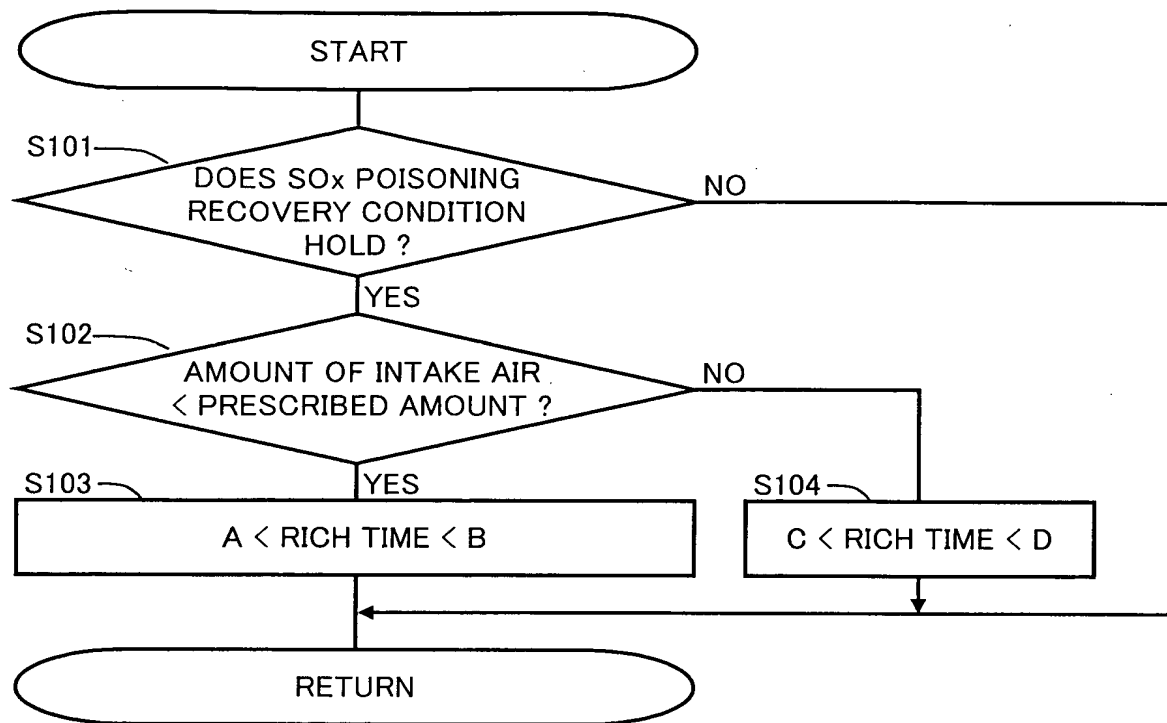 START
S101
DOES SOx POISONING
RECOVERY CONDITION
HOLD ?
NO
YES
S102
AMOUNT OF INTAKE AIR
< PRESCRIBED AMOUNT ?
NO
YES
S103
A < RICH TIME < B
S104
C < RICH TIME < D
RETURN